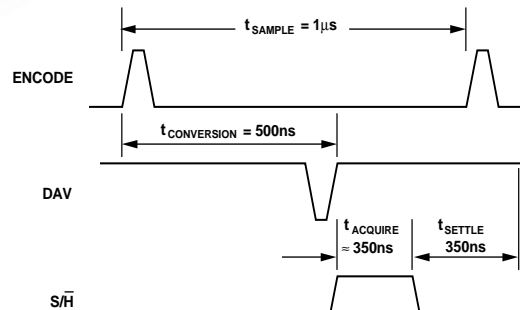 tSAMPLE = 1µs
ENCODE
tCONVERSION = 500ns
DAV
tACQUIRE tSETTLE
≈ 350ns 350ns
S/H̅